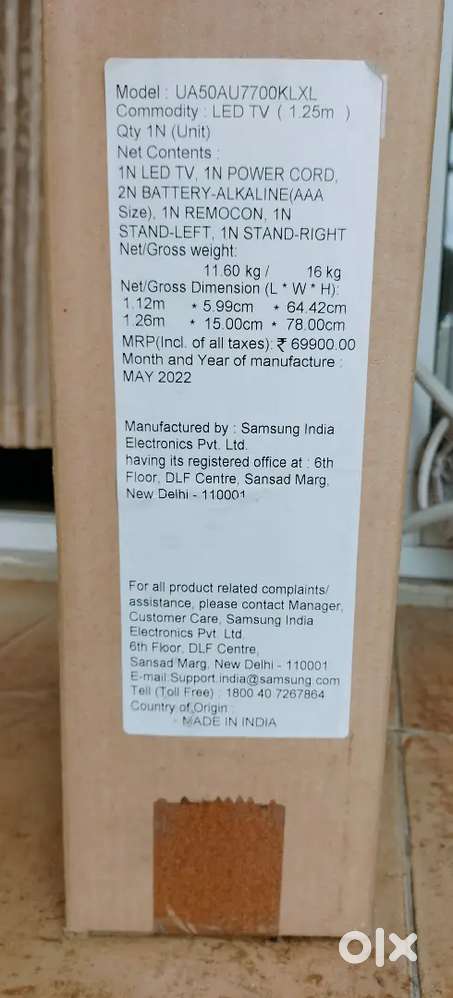 Model : UA50AU7700KLXL
Commodity : LED TV ( 1.25m )
Qty 1N (Unit)
Net Contents :
1N LED TV, 1N POWER CORD,
2N BATTERY-ALKALINE(AAA
Size), 1N REMOCON, 1N
STAND-LEFT, 1N STAND-RIGHT
Net/Gross weight:
11.60 kg / 16 kg
Net/Gross Dimension (L * W * H):
1.12m * 5.99cm * 64.42cm
1.26m * 15.00cm * 78.00cm
MRP(Incl. of all taxes): ₹ 69900.00
Month and Year of manufacture :
MAY 2022
Manufactured by : Samsung India
Electronics Pvt. Ltd.
having its registered office at : 6th
Floor, DLF Centre, Sansad Marg,
New Delhi - 110001
For all product related complaints/
assistance, please contact Manager,
Customer Care, Samsung India
Electronics Pvt. Ltd.
6th Floor, DLF Centre,
Sansad Marg, New Delhi - 110001
E-mail:Support.india@samsung.com
Tell (Toll Free) : 1800 40 7267864
Country of Origin :
MADE IN INDIA
olx